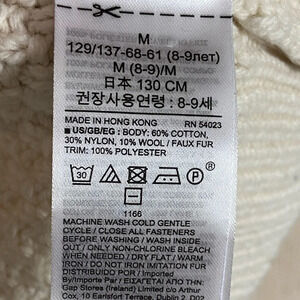 M
129/137-68-61 (8-9лет)
M (8-9)/M
日本 130 CM
권장사용연령 : 8-9세
MADE IN HONG KONG RN 54023
• US/GB/EG : BODY: 60% COTTON,
30% NYLON, 10% WOOL / FAUX FUR
TRIM: 100% POLYESTER
30 P
1166
MACHINE WASH COLD GENTLE
CYCLE / CLOSE ALL FASTENERS
BEFORE WASHING / WASH INSIDE
OUT / ONLY NON-CHLORINE BLEACH
WHEN NEEDED / DRY FLAT / WARM
IRON / DO NOT IRON IMITATION FUR
DISTRIBUIDO POR / Imported
By/Importado por / ΕΙΣΑΓΕΤΑΙ ΑΠΟ ΤΗΝ:
Gap Stores (Ireland) Limited c/o Arthur
Cox, 10 Earlsfort Terrace, Dublin 2, D02